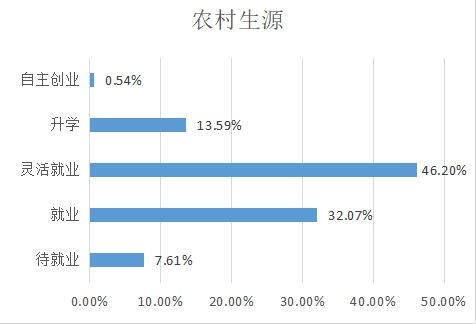 农村生源
自主创业 0.54%
升学 13.59%
灵活就业 46.20%
就业 32.07%
待就业 7.61%
0.00% 10.00% 20.00% 30.00% 40.00% 50.00%